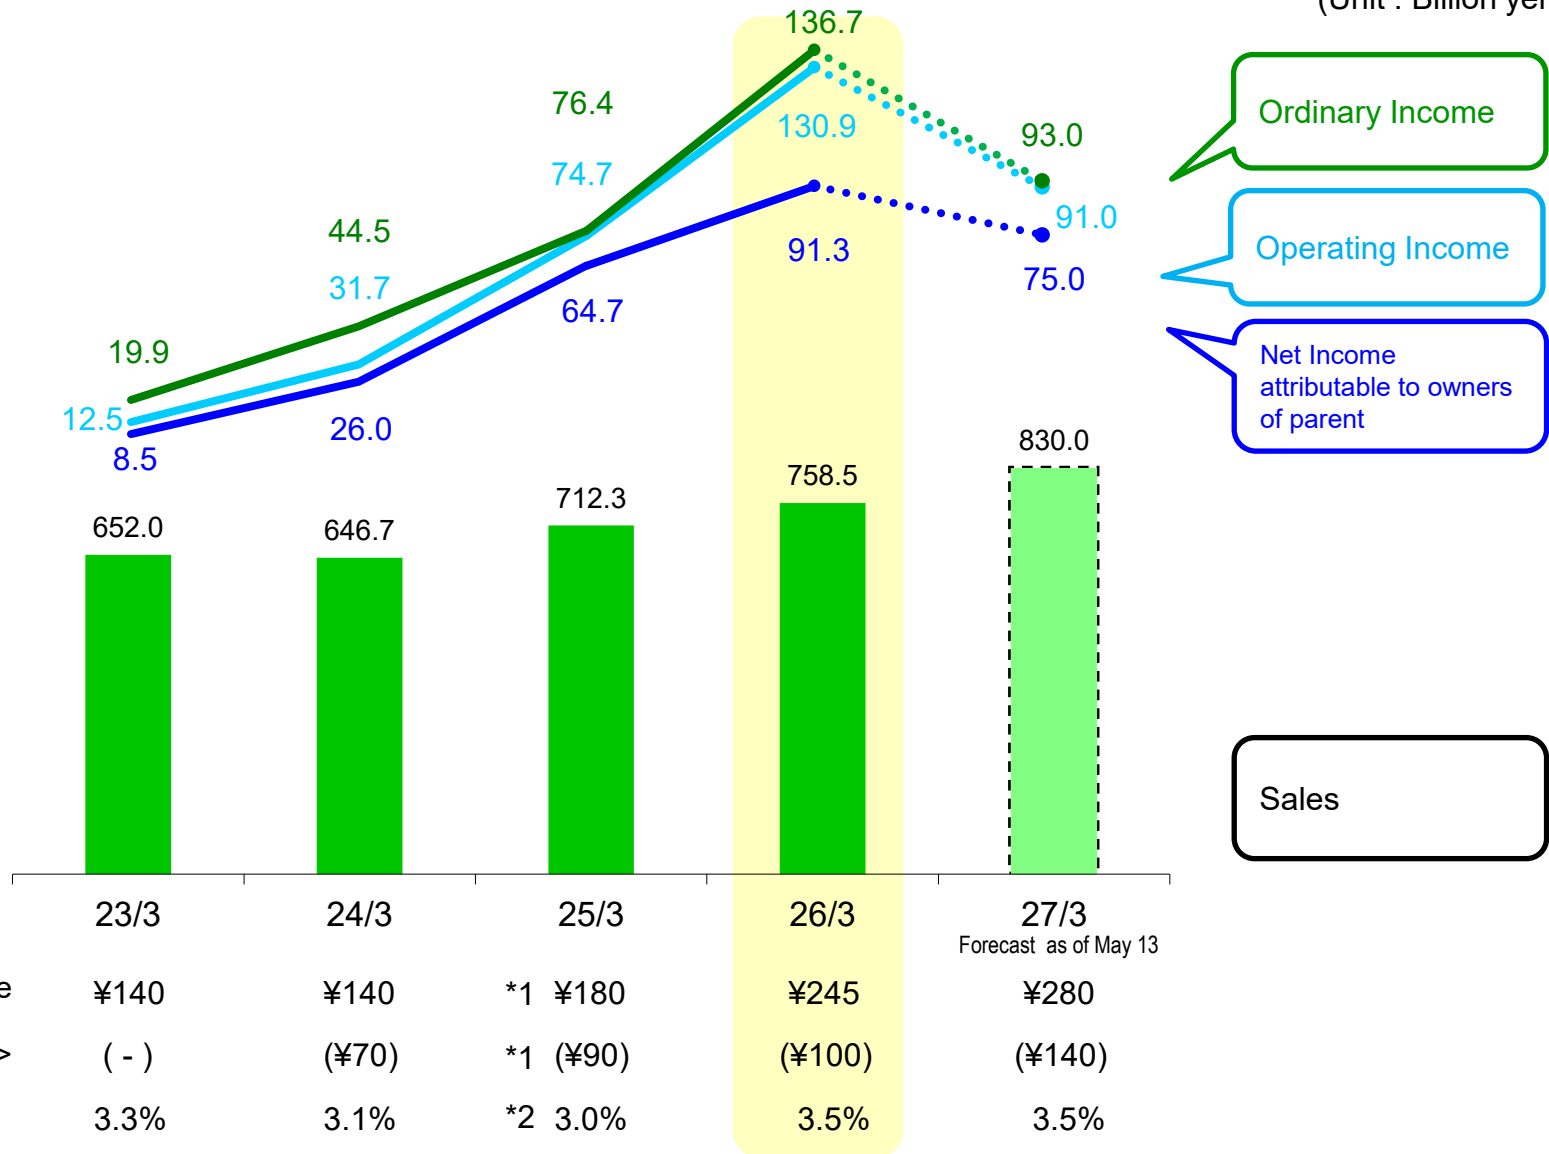 (Unit : Billion yen
136.7
76.4
130.9
93.0
Ordinary Income
74.7
44.5
91.0
Operating Income
91.3
75.0
31.7
64.7
19.9
Net Income
attributable to owners
of parent
12.5
26.0
8.5
830.0
758.5
712.3
652.0
646.7
Sales
23/3 24/3 25/3 26/3 27/3
Forecast as of May 13
e ¥140 ¥140 *1 ¥180 ¥245 ¥280
> ( - ) (¥70) *1 (¥90) (¥100) (¥140)
3.3% 3.1% *2 3.0% 3.5% 3.5%